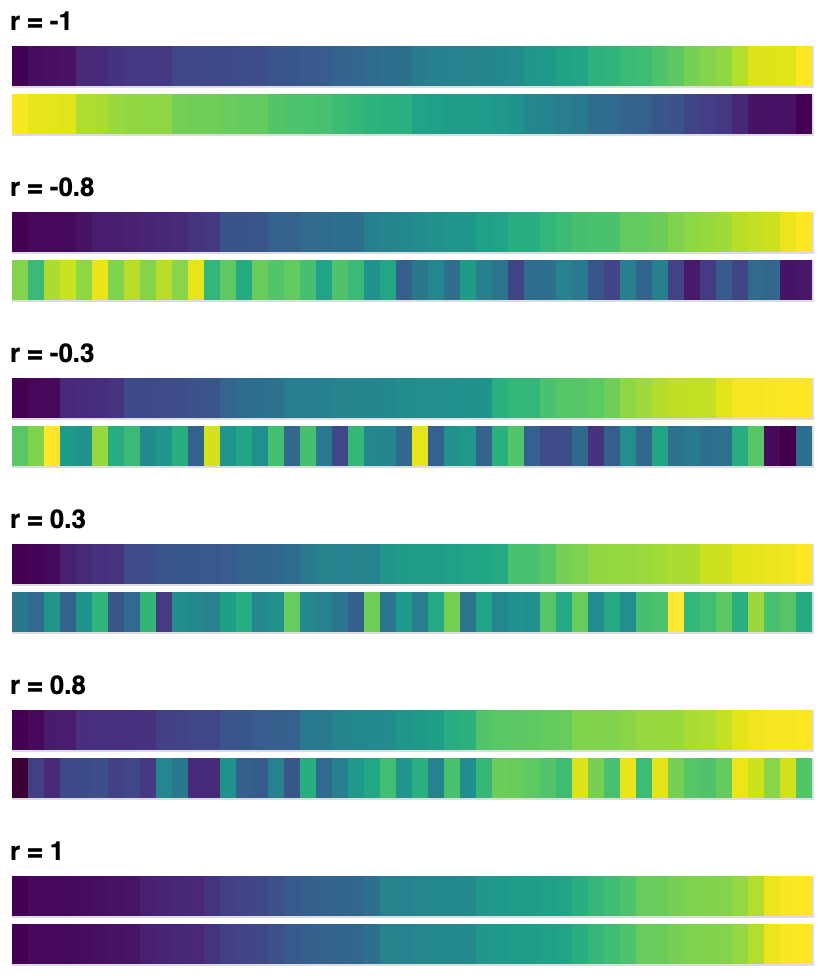 r = -1
r = -0.8
r = -0.3
r = 0.3
r = 0.8
r = 1